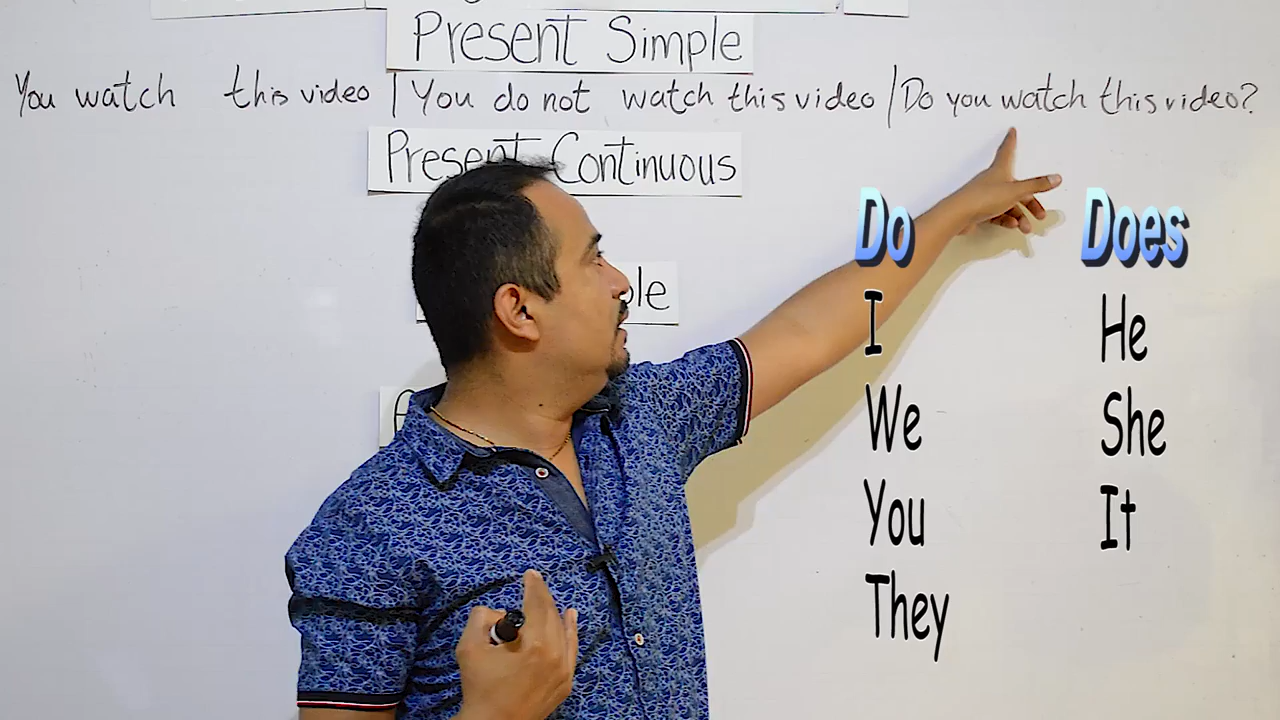 Present Simple
You watch this video | You do not watch this video | Do you watch this video?
Present Continuous
Do Does
I He
We She
You It
They